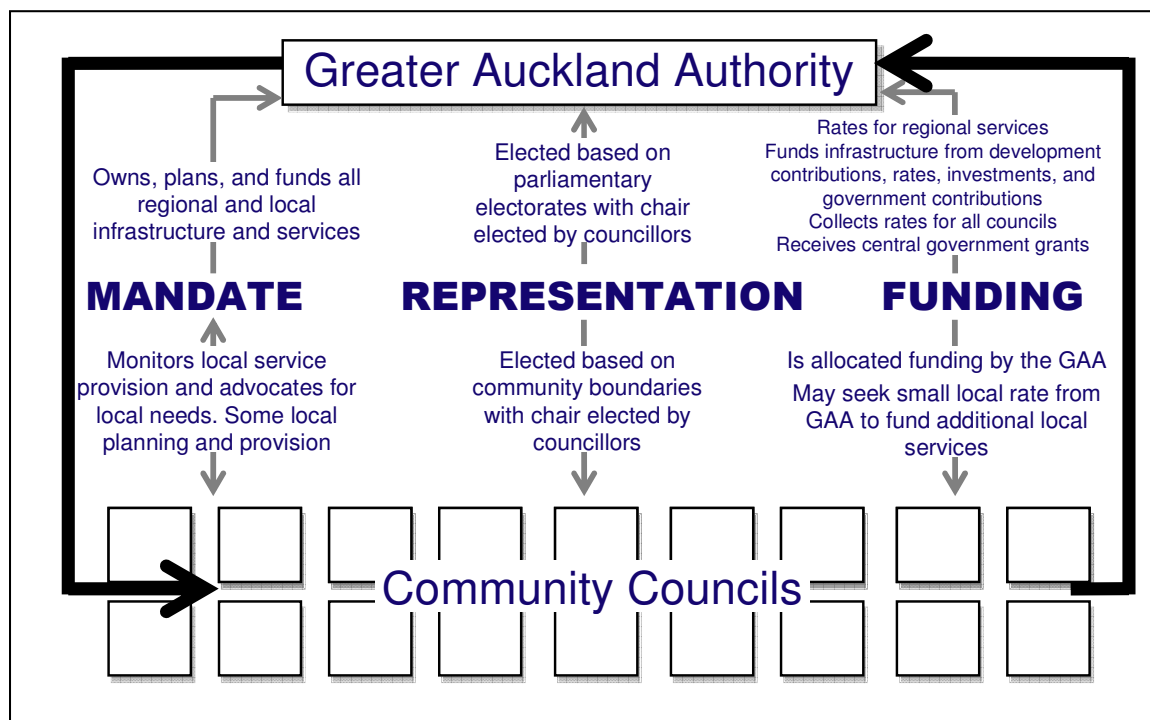 Greater Auckland Authority
Owns, plans, and funds all
regional and local
infrastructure and services
Elected based on
parliamentary
electorates with chair
elected by councillors
Rates for regional services
Funds infrastructure from development
contributions, rates, investments, and
government contributions
Collects rates for all councils
Receives central government grants
MANDATE
REPRESENTATION
FUNDING
Monitors local service
provision and advocates for
local needs. Some local
planning and provision
Elected based on
community boundaries
with chair elected by
councillors
Is allocated funding by the GAA
May seek small local rate from
GAA to fund additional local
services
Community Councils